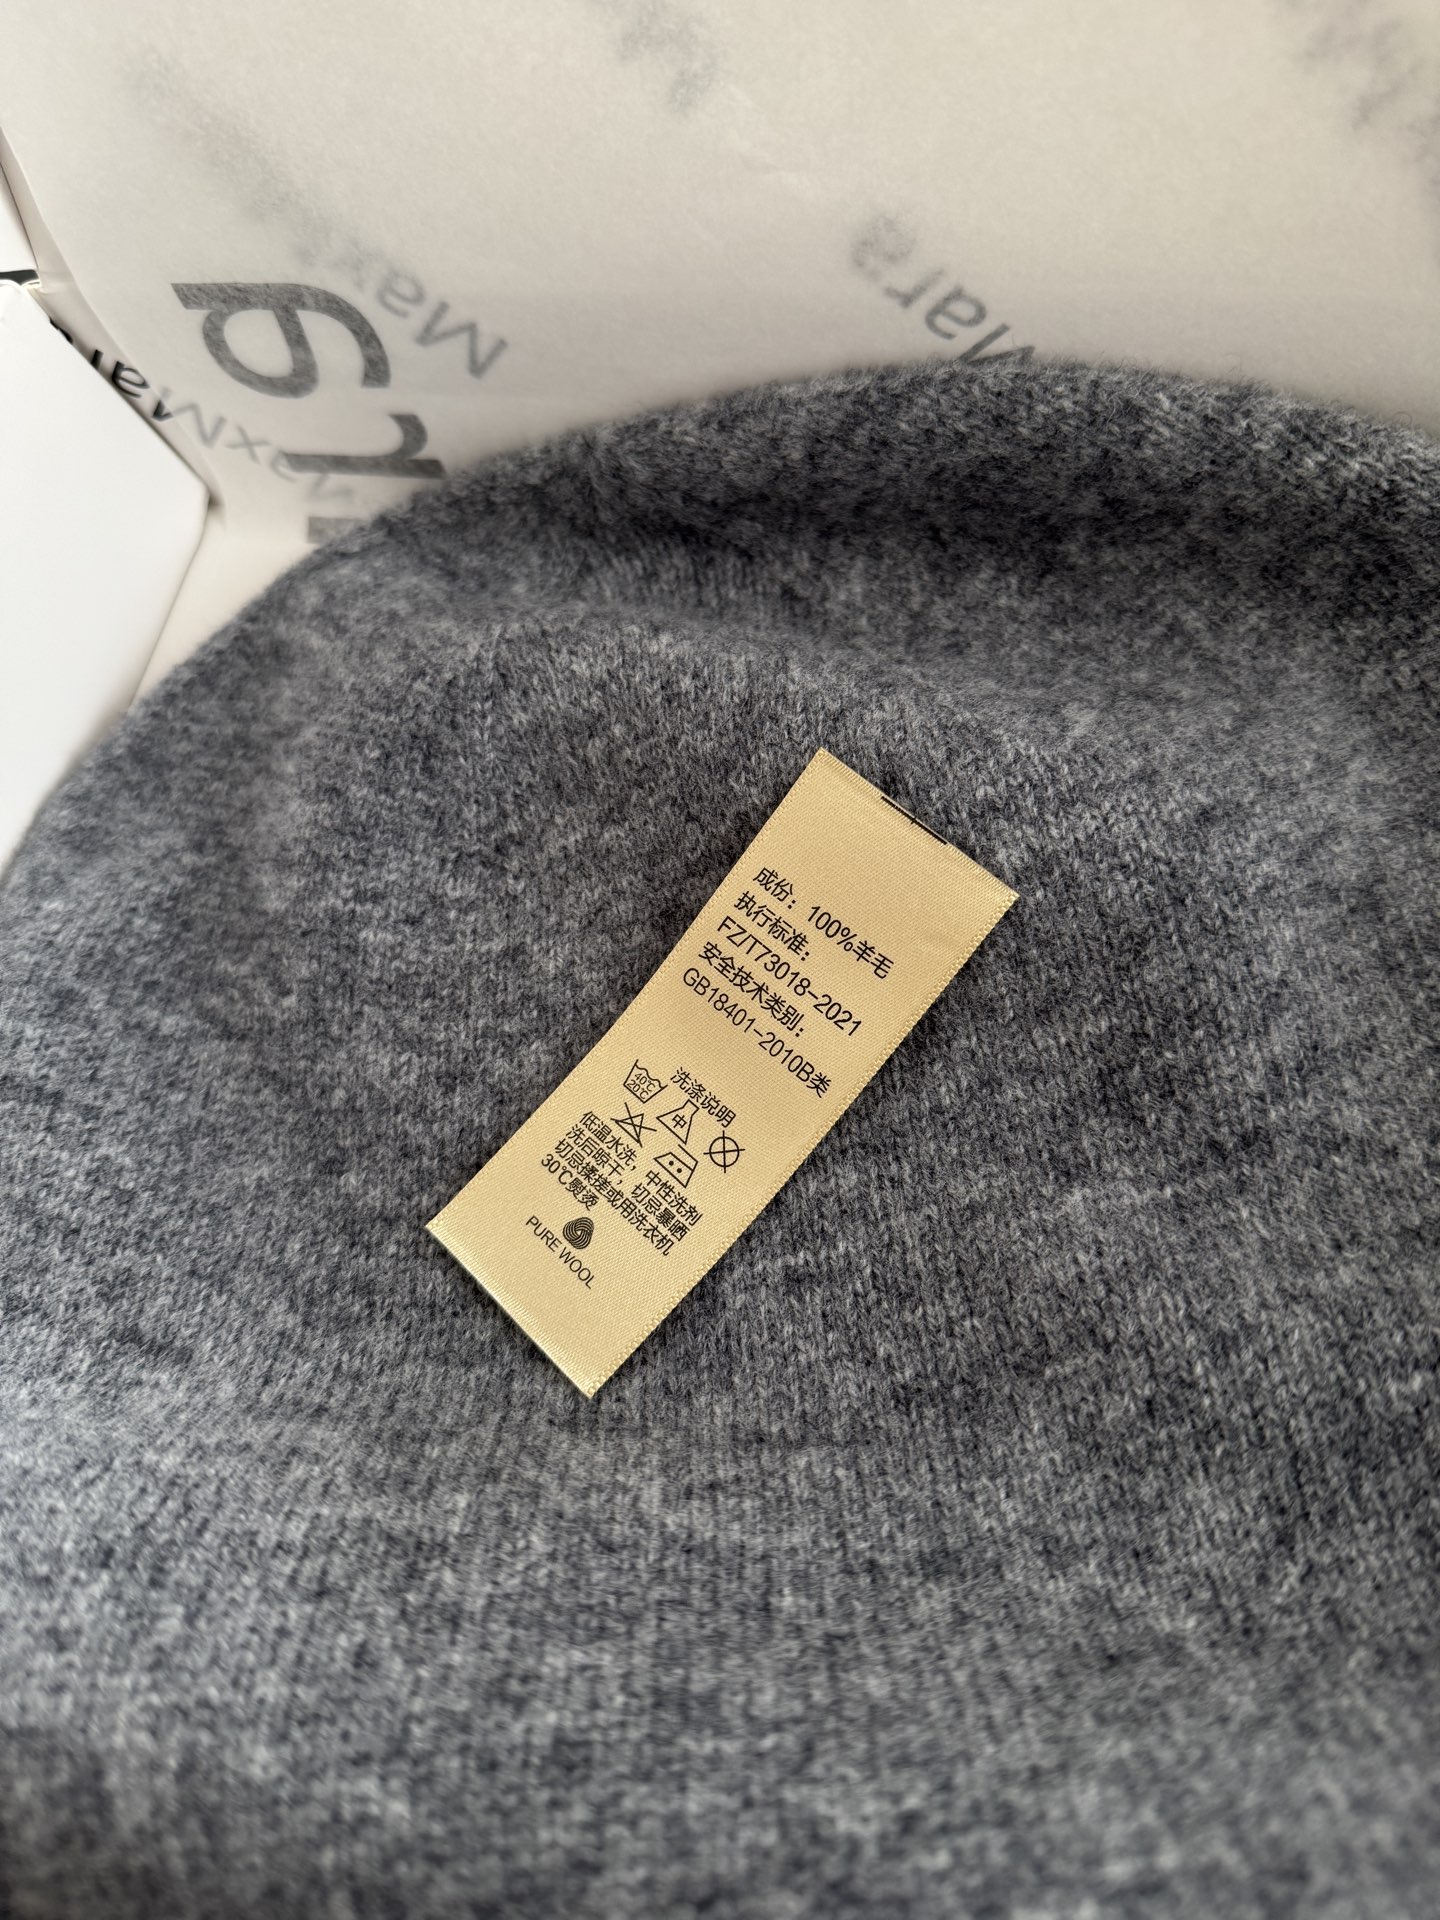 MaxMara
Max
Mara
ara
成份：100%羊毛
执行标准：
FZ/T73018-2021
安全技术类别：
GB18401-2010B类
洗涤说明
40℃
20℃
中
低温水洗，中性洗剂
洗后晾干，切忌暴晒
切忌揉搓或用洗衣机
30℃熨烫
PURE WOOL